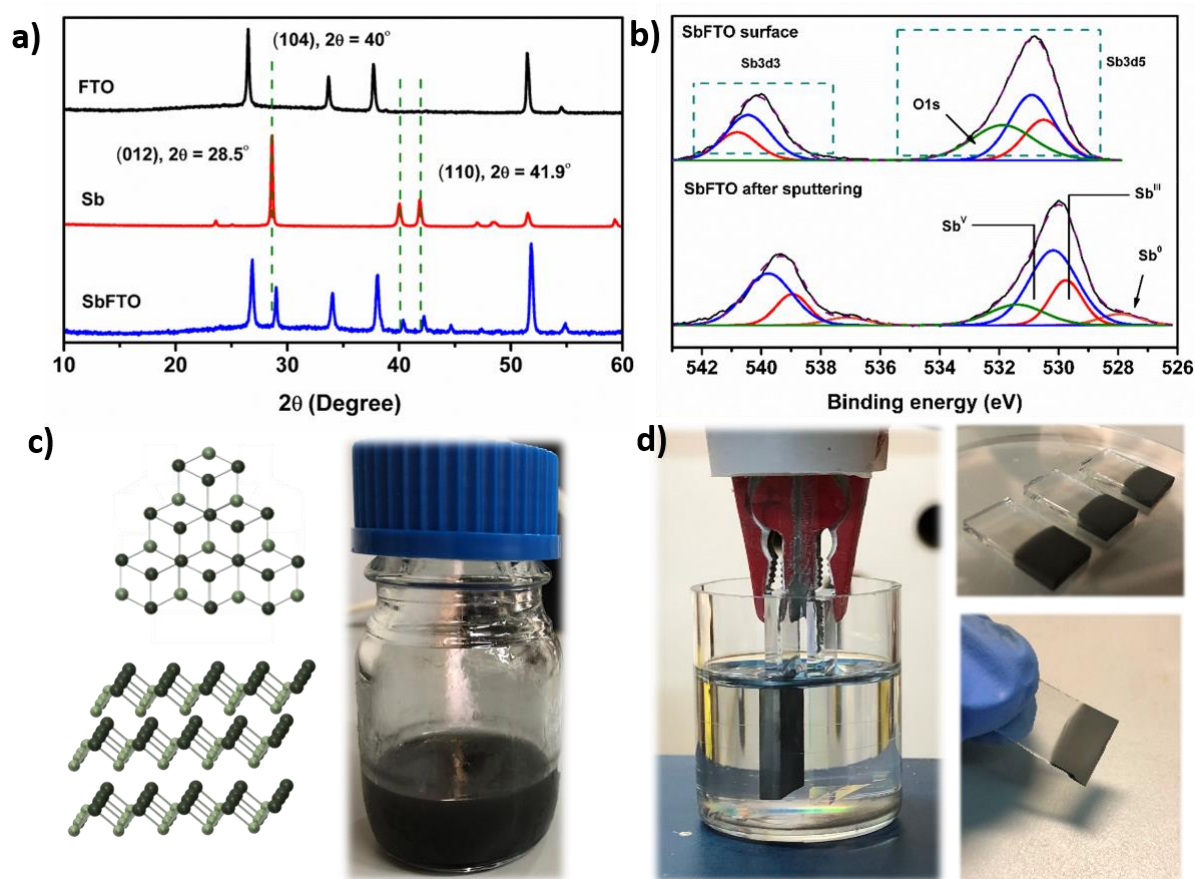 a)
FTO
(104), 2θ = 40°
(012), 2θ = 28.5°
(110), 2θ = 41.9°
Sb
SbFTO
10 20 30 40 50 60
2θ (Degree)
b)
SbFTO surface
Sb3d3
Sb3d5
O1s
SbFTO after sputtering
Sb^III
Sb^V
Sb^0
542 540 538 536 534 532 530 528 526
Binding energy (eV)
c)
d)